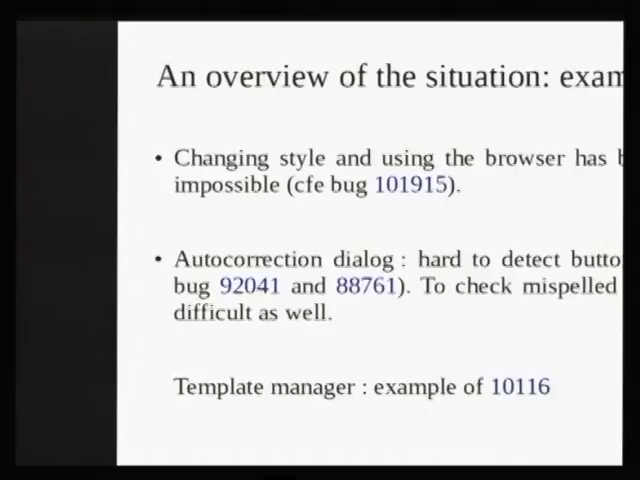 An overview of the situation: exam
• Changing style and using the browser has b
impossible (cfe bug 101915).
• Autocorrection dialog : hard to detect butto
bug 92041 and 88761). To check mispelled
difficult as well.
Template manager : example of 10116